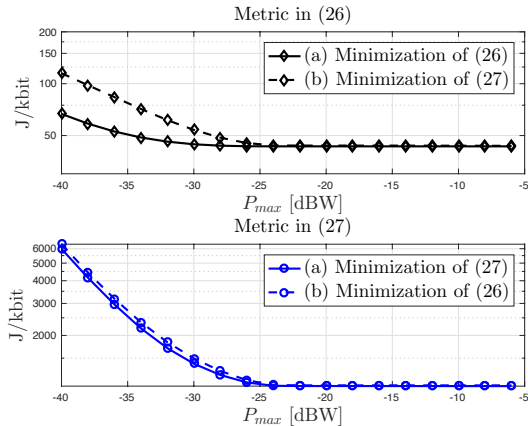 Metric in (26)
200
150
100
50
J/kbit
(a) Minimization of (26)
(b) Minimization of (27)
-40 -35 -30 -25 -20 -15 -10 -5
P_max [dBW]
Metric in (27)
6000
5000
4000
3000
2000
J/kbit
(a) Minimization of (27)
(b) Minimization of (26)
-40 -35 -30 -25 -20 -15 -10 -5
P_max [dBW]